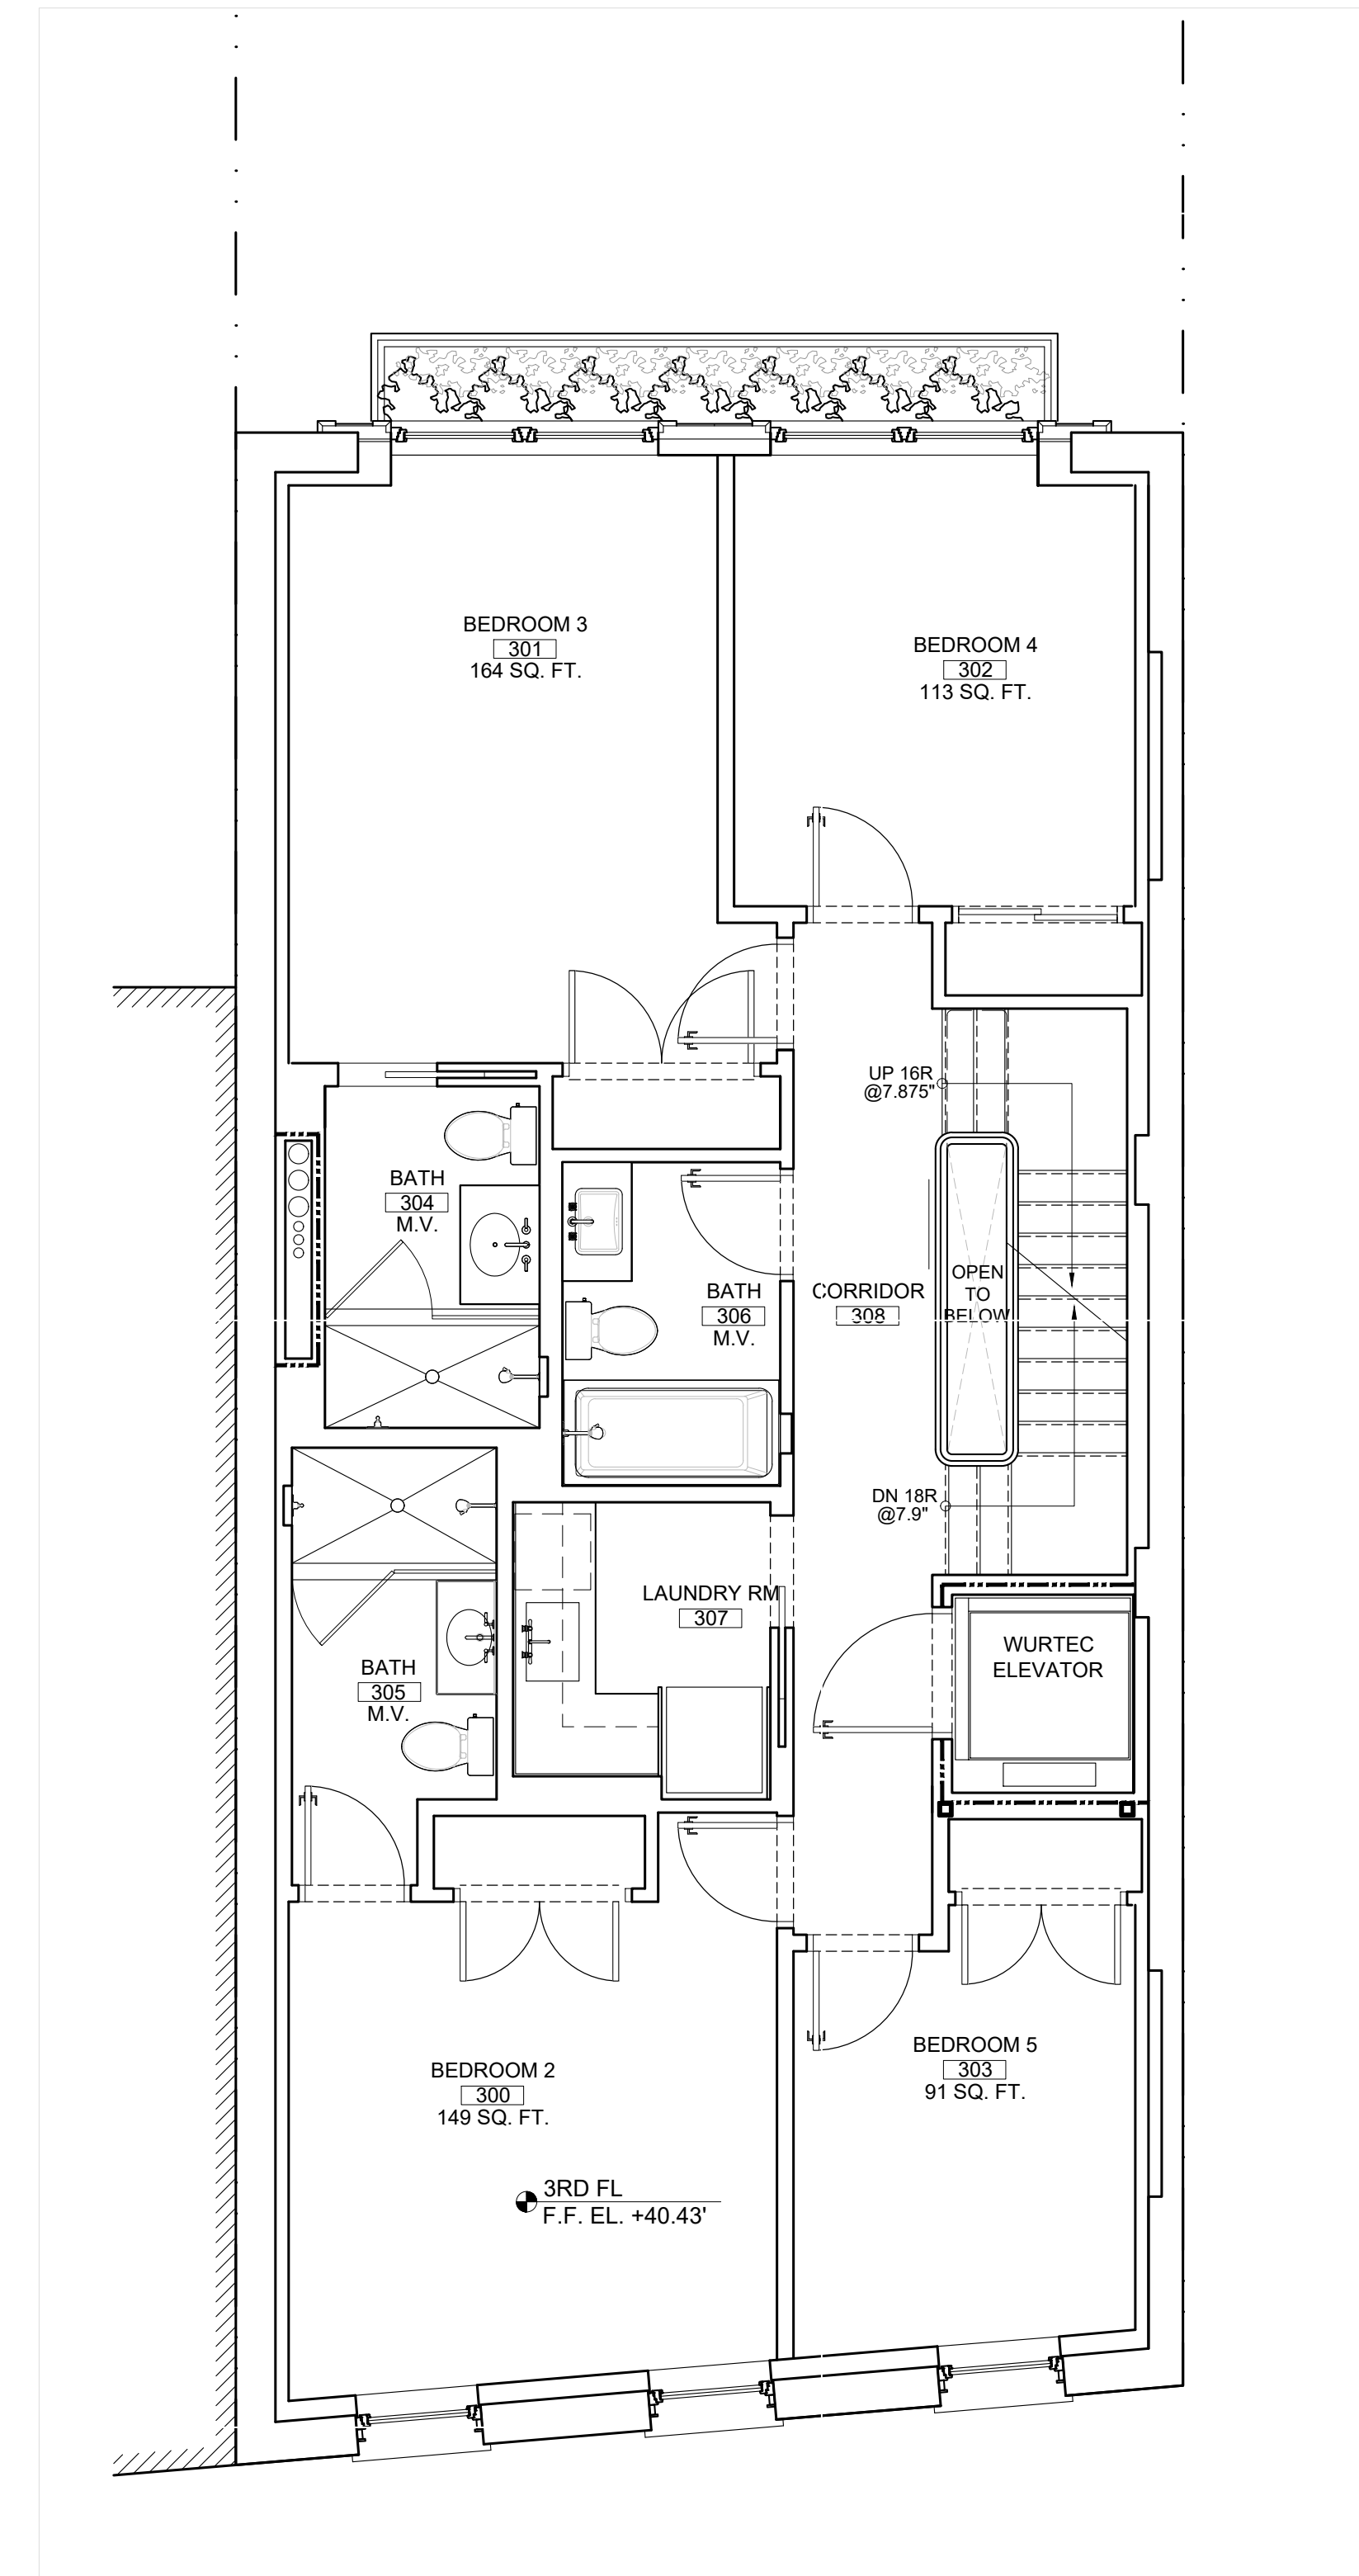 BEDROOM 3
301
164 SQ. FT.
BEDROOM 4
302
113 SQ. FT.
UP 16R
@7.875"
BATH
304
M.V.
BATH
306
M.V.
CORRIDOR
308
OPEN
TO
BELOW
DN 18R
@7.9"
LAUNDRY RM
307
WURTEC
ELEVATOR
BATH
305
M.V.
BEDROOM 5
303
91 SQ. FT.
BEDROOM 2
300
149 SQ. FT.
3RD FL
F.F. EL. +40.43'